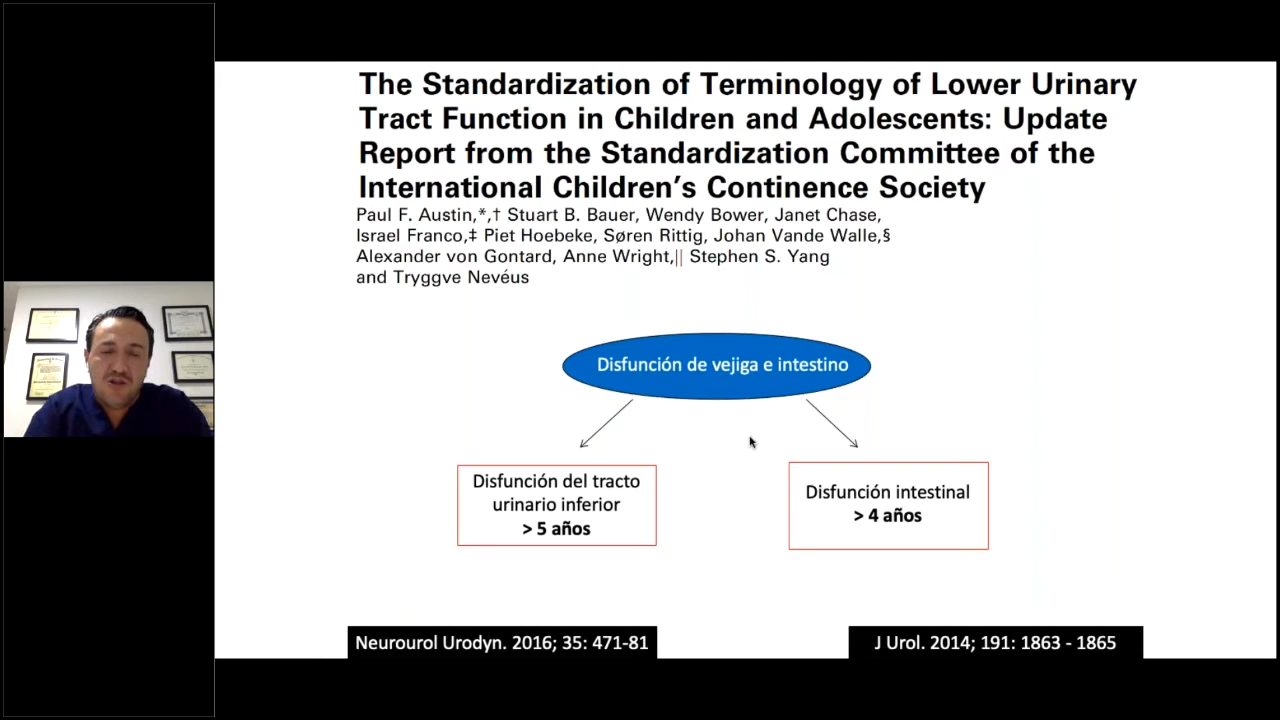 The Standardization of Terminology of Lower Urinary
Tract Function in Children and Adolescents: Update
Report from the Standardization Committee of the
International Children's Continence Society
Paul F. Austin,*,† Stuart B. Bauer, Wendy Bower, Janet Chase,
Israel Franco,‡ Piet Hoebeke, Søren Rittig, Johan Vande Walle,§
Alexander von Gontard, Anne Wright,|| Stephen S. Yang
and Tryggve Nevéus
Disfunción de vejiga e intestino
Disfunción del tracto
urinario inferior
> 5 años
Disfunción intestinal
> 4 años
Neurourol Urodyn. 2016; 35: 471-81
J Urol. 2014; 191: 1863 - 1865